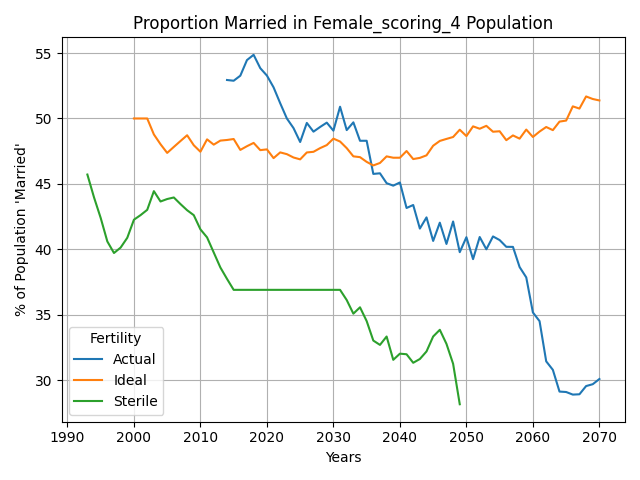 Proportion Married in Female_scoring_4 Population
% of Population 'Married'
55
50
45
40
35
30
Fertility
Actual
Ideal
Sterile
1990 2000 2010 2020 2030 2040 2050 2060 2070
Years